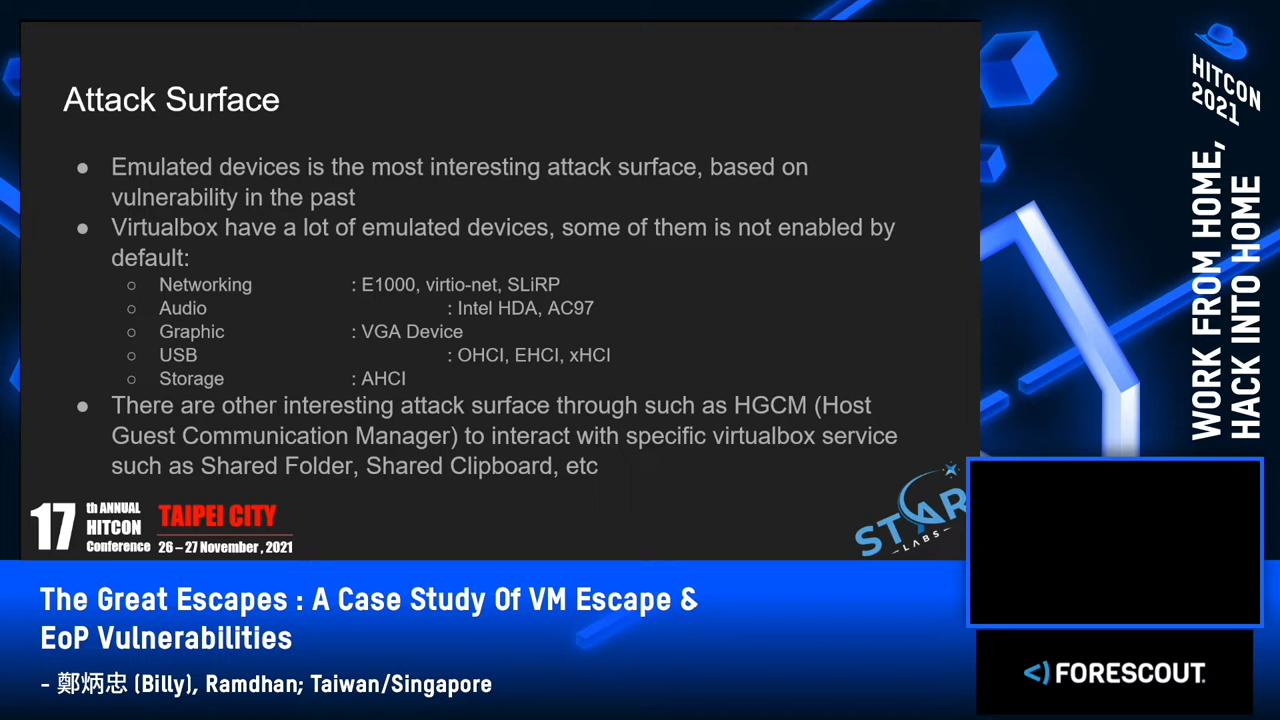 Attack Surface
● Emulated devices is the most interesting attack surface, based on
vulnerability in the past
● Virtualbox have a lot of emulated devices, some of them is not enabled by
default:
○ Networking : E1000, virtio-net, SLiRP
○ Audio : Intel HDA, AC97
○ Graphic : VGA Device
○ USB : OHCI, EHCI, xHCI
○ Storage : AHCI
● There are other interesting attack surface through such as HGCM (Host
Guest Communication Manager) to interact with specific virtualbox service
such as Shared Folder, Shared Clipboard, etc
17 th ANNUAL
HITCON
Conference
TAIPEI CITY
26 – 27 November , 2021
STAR
LABS
HITCON
2021
WORK FROM HOME,
HACK INTO HOME
The Great Escapes : A Case Study Of VM Escape &
EoP Vulnerabilities
- 鄭炳忠 (Billy), Ramdhan; Taiwan/Singapore
FORESCOUT.